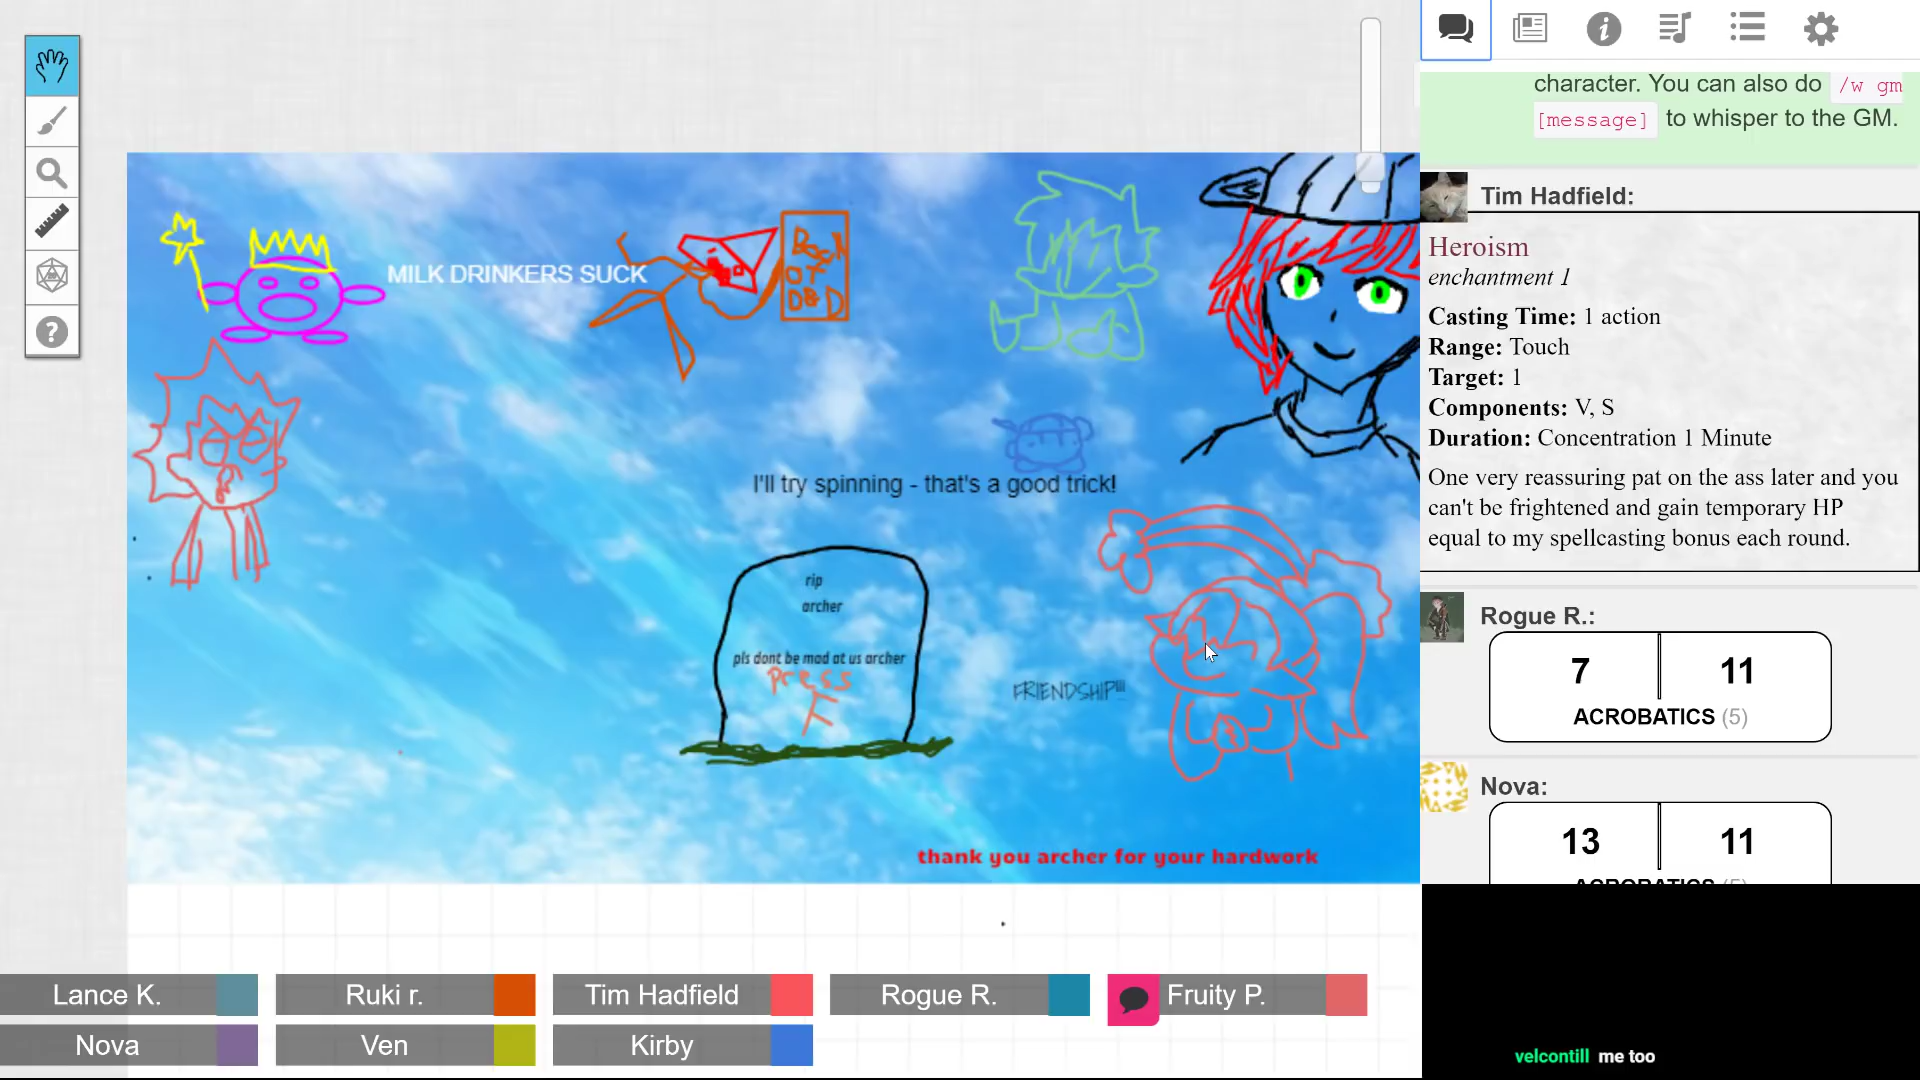 character. You can also do /w gm
[message] to whisper to the GM.
Tim Hadfield:
Heroism
enchantment 1
Casting Time: 1 action
Range: Touch
Target: 1
Components: V, S
Duration: Concentration 1 Minute
One very reassuring pat on the ass later and you
can't be frightened and gain temporary HP
equal to my spellcasting bonus each round.
Rogue R.:
7 11
ACROBATICS (5)
Nova:
13 11
ACROBATICS (5)
velcontill me too
MILK DRINKERS SUCK
OF
D&D
I'll try spinning - that's a good trick!
rip
archer
pls dont be mad at us archer
press
F
FRIENDSHIP!!!
thank you archer for your hardwork
Lance K.
Ruki r.
Tim Hadfield
Rogue R.
Fruity P.
Nova
Ven
Kirby